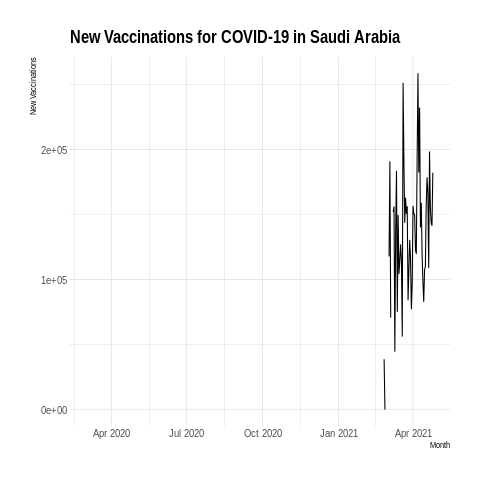 New Vaccinations for COVID-19 in Saudi Arabia
New Vaccinations
2e+05
1e+05
0e+00
Apr 2020 Jul 2020 Oct 2020 Jan 2021 Apr 2021
Month